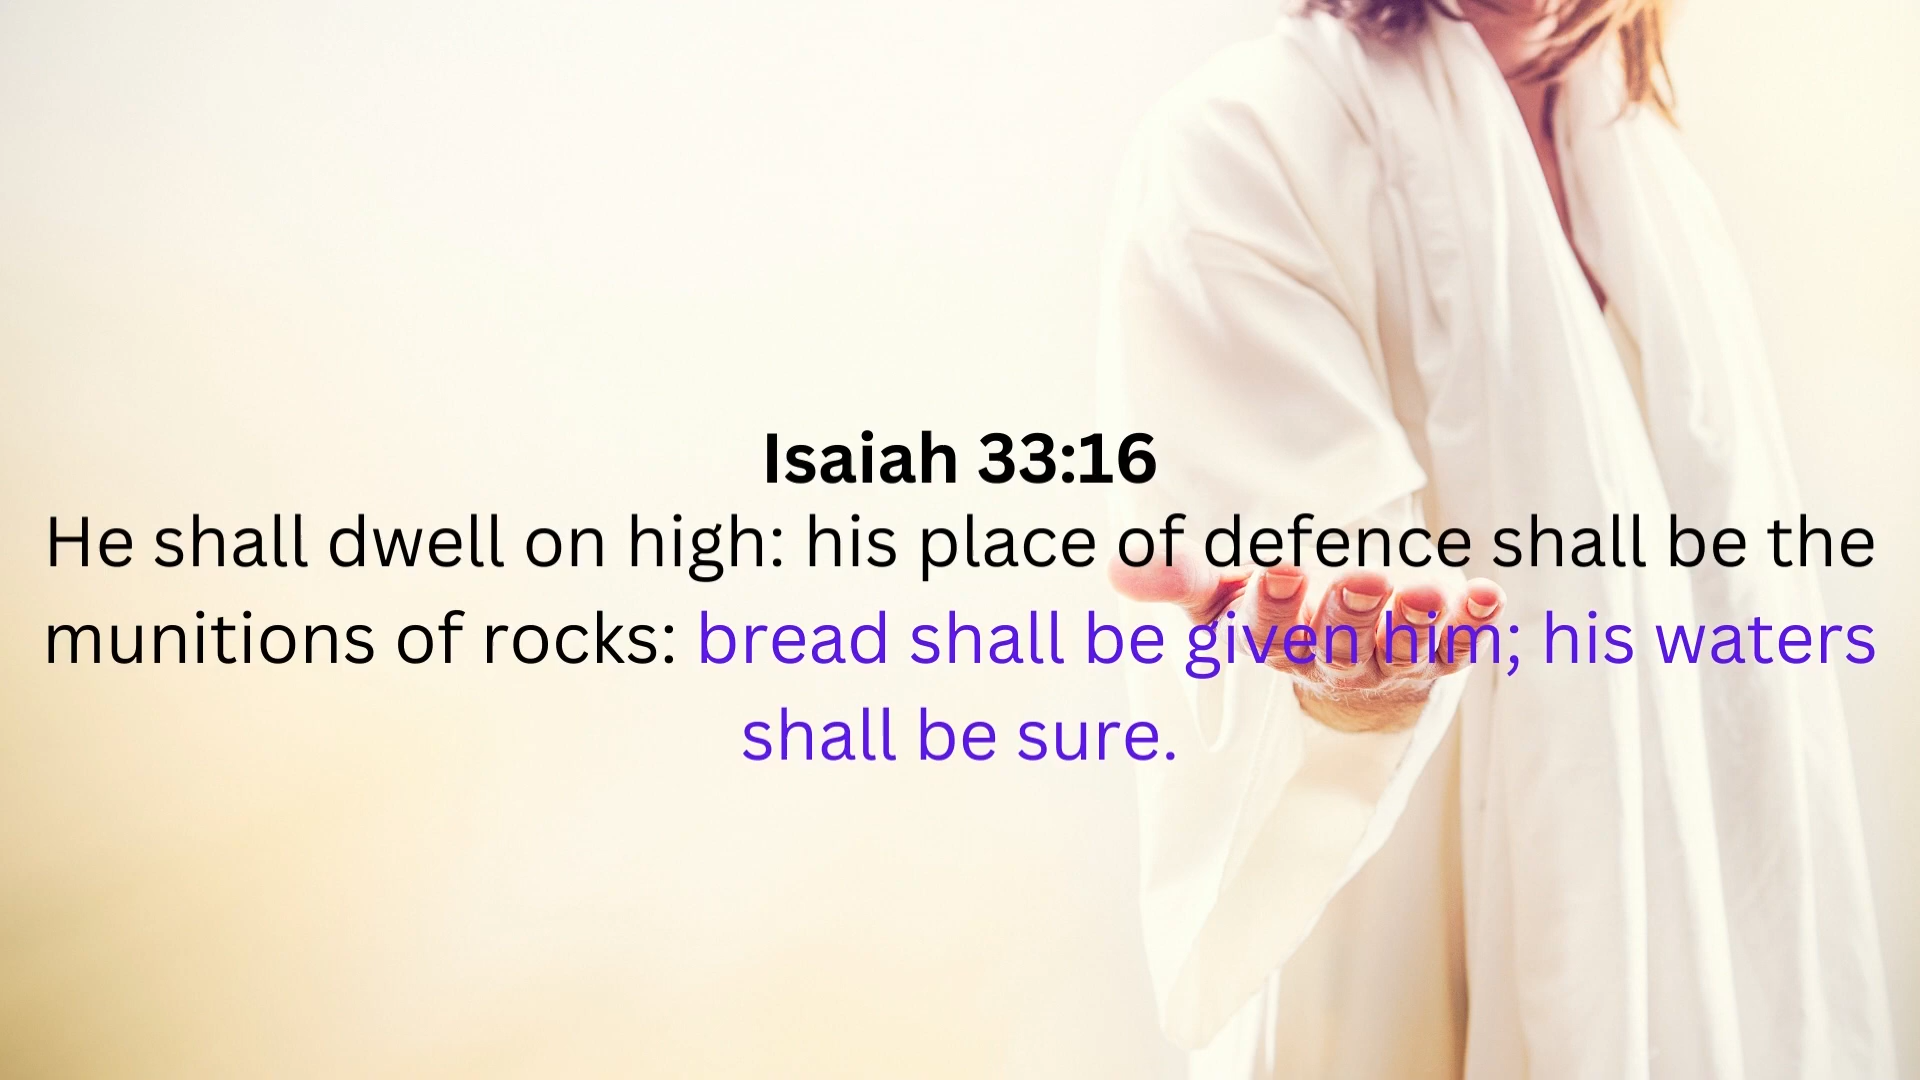 Isaiah 33:16
He shall dwell on high: his place of defence shall be the
munitions of rocks: bread shall be given him; his waters
shall be sure.